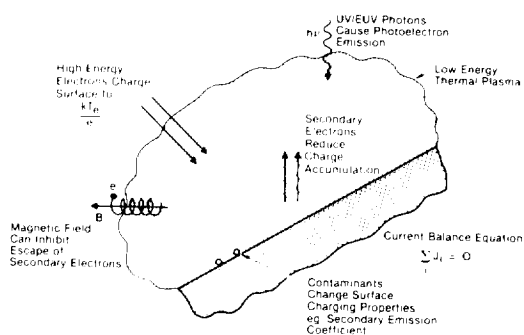 UV/EUV Photons
Cause Photoelectron
Emission
hν
High Energy
Electrons Charge
Surface to
kTe
e
Low Energy
Thermal Plasma
Secondary
Electrons
Reduce
Charge
Accumulation
e
B
Magnetic Field
Can Inhibit
Escape of
Secondary Electrons
Current Balance Equation
∑ Ji = 0
i
Contaminants
Change Surface
Charging Properties
eg. Secondary Emission
Coefficient